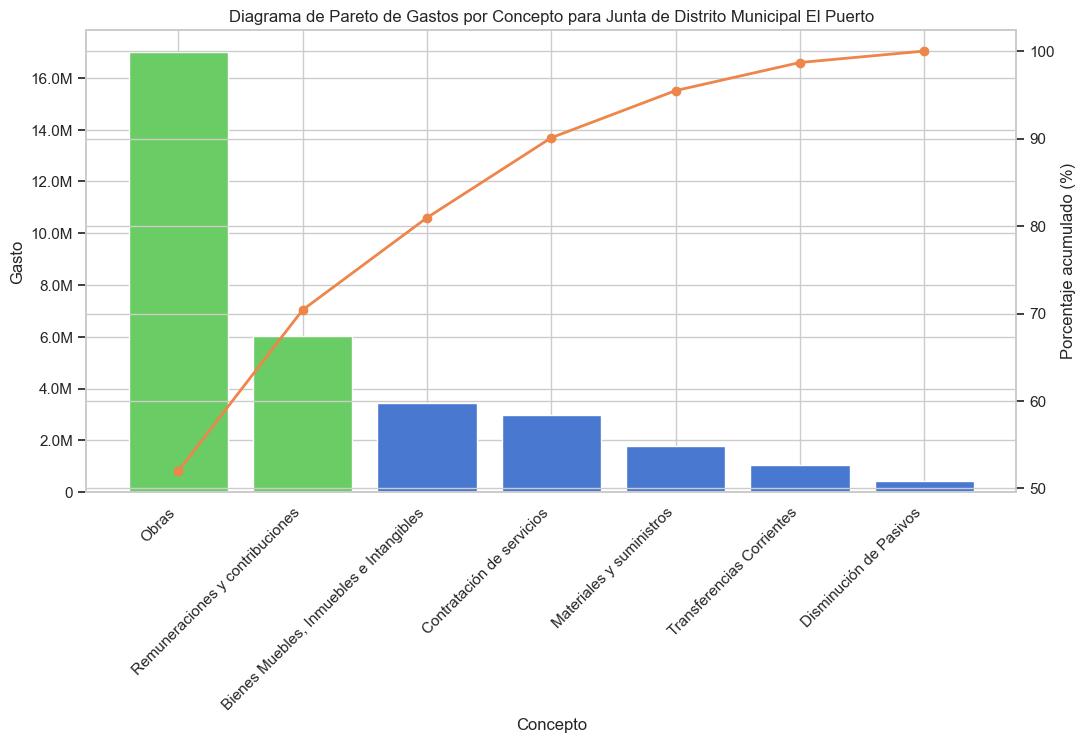 Diagrama de Pareto de Gastos por Concepto para Junta de Distrito Municipal El Puerto
Gasto
16.0M
14.0M
12.0M
10.0M
8.0M
6.0M
4.0M
2.0M
0
100
90
80
70
60
50
Porcentaje acumulado (%)
Obras
Remuneraciones y contribuciones
Bienes Muebles, Inmuebles e Intangibles
Contratación de servicios
Materiales y suministros
Transferencias Corrientes
Disminución de Pasivos
Concepto